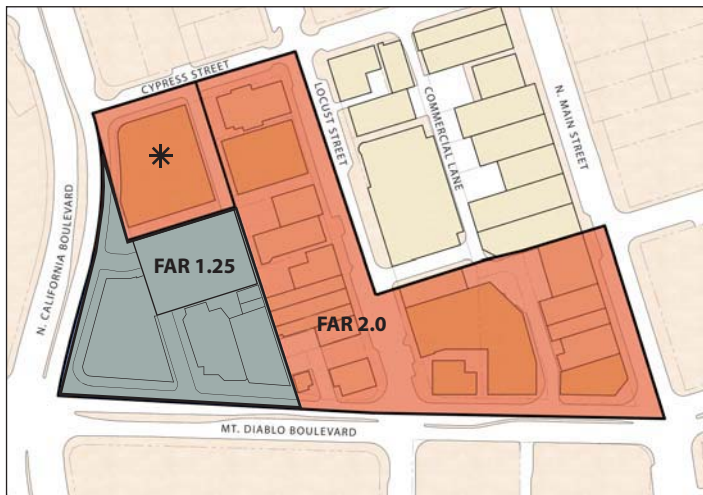 CYPRESS STREET
LOCUST STREET
COMMERCIAL LANE
N. MAIN STREET
N. CALIFORNIA BOULEVARD
FAR 1.25
FAR 2.0
MT. DIABLO BOULEVARD